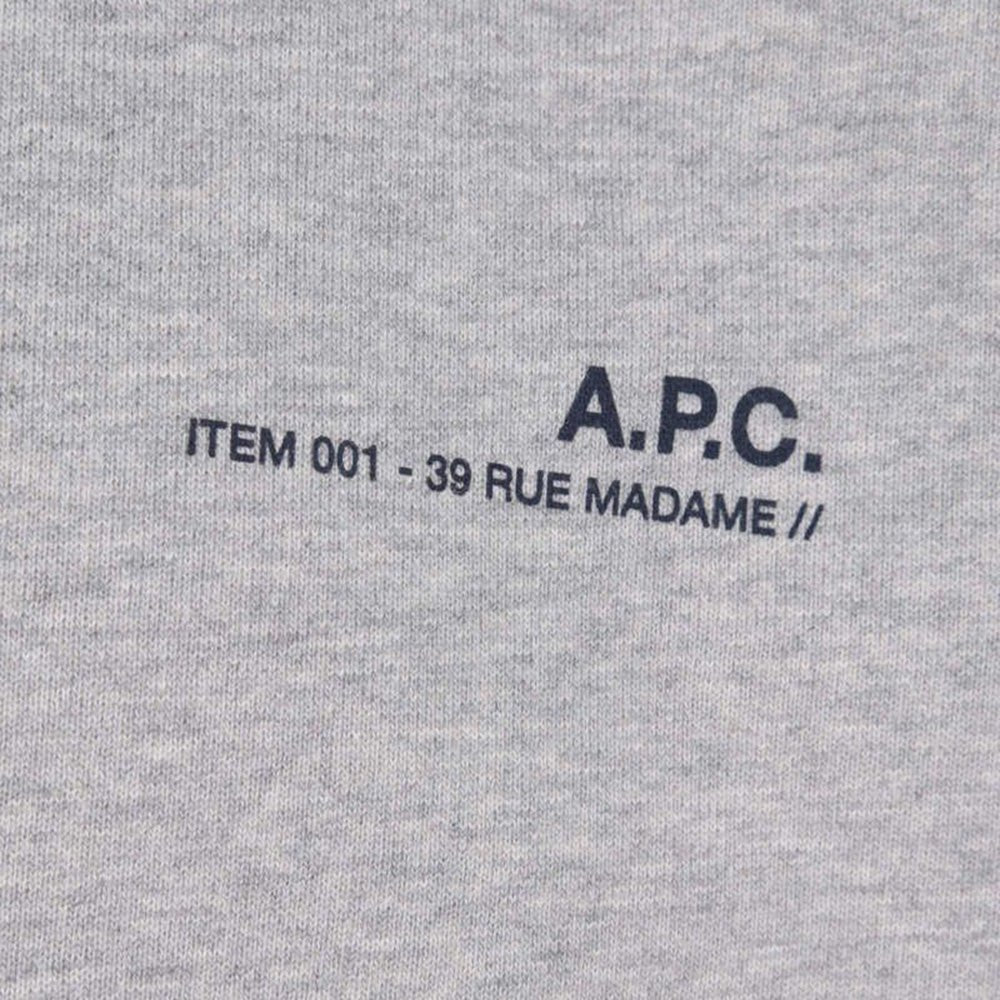 A.P.C.
ITEM 001 - 39 RUE MADAME //